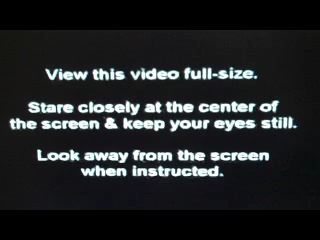 View this video full-size.
Stare closely at the center of
the screen & keep your eyes still.
Look away from the screen
when instructed.